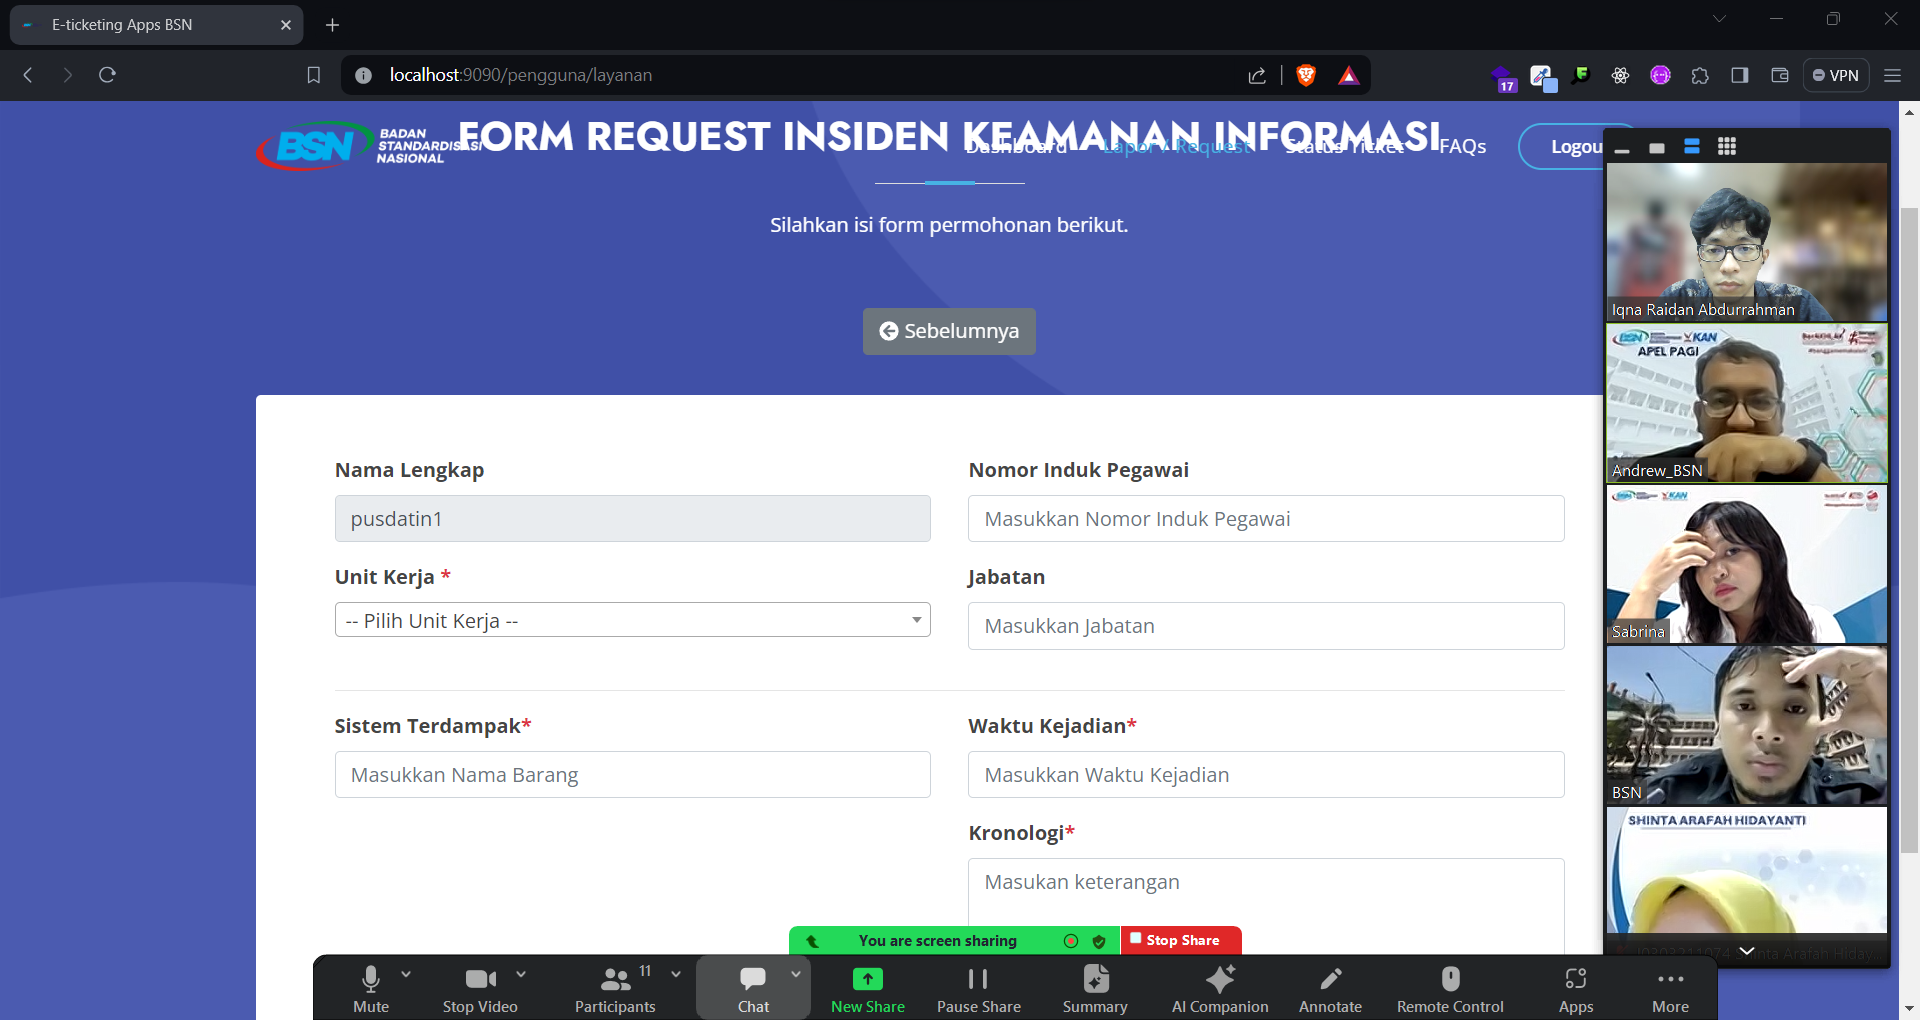 E-ticketing Apps BSN
localhost:9090/pengguna/layanan
17
VPN
BSN BADAN STANDARDISASI NASIONAL
FORM REQUEST INSIDEN KEAMANAN INFORMASI
Dashboard
Lapor / Request
Status Ticket
FAQs
Logou
Silahkan isi form permohonan berikut.
Sebelumnya
Nama Lengkap
pusdatin1
Nomor Induk Pegawai
Masukkan Nomor Induk Pegawai
Unit Kerja *
-- Pilih Unit Kerja --
Jabatan
Masukkan Jabatan
Sistem Terdampak*
Masukkan Nama Barang
Waktu Kejadian*
Masukkan Waktu Kejadian
Kronologi*
Masukan keterangan
Iqna Raidan Abdurrahman
BSN
KAN
APEL PAGI
Andrew_BSN
KAN
Sabrina
BSN
SHINTA ARAFAH HIDAYANTI
You are screen sharing
Stop Share
Mute
Stop Video
Participants
11
Chat
New Share
Pause Share
Summary
AI Companion
Annotate
Remote Control
Apps
More